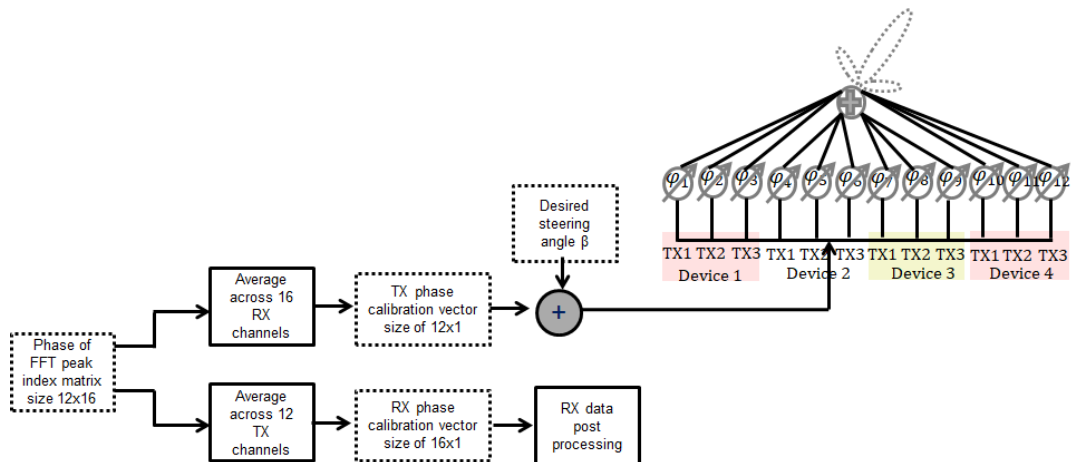 φ1 φ2 φ3 φ4 φ5 φ6 φ7 φ8 φ9 φ10 φ11 φ12
TX1 TX2 TX3 TX1 TX2 TX3 TX1 TX2 TX3 TX1 TX2 TX3
Device 1 Device 2 Device 3 Device 4
Desired
steering
angle β
+
Phase of
FFT peak
index matrix
size 12x16
Average
across 16
RX
channels
TX phase
calibration vector
size of 12x1
Average
across 12
TX
channels
RX phase
calibration vector
size of 16x1
RX data
post
processing